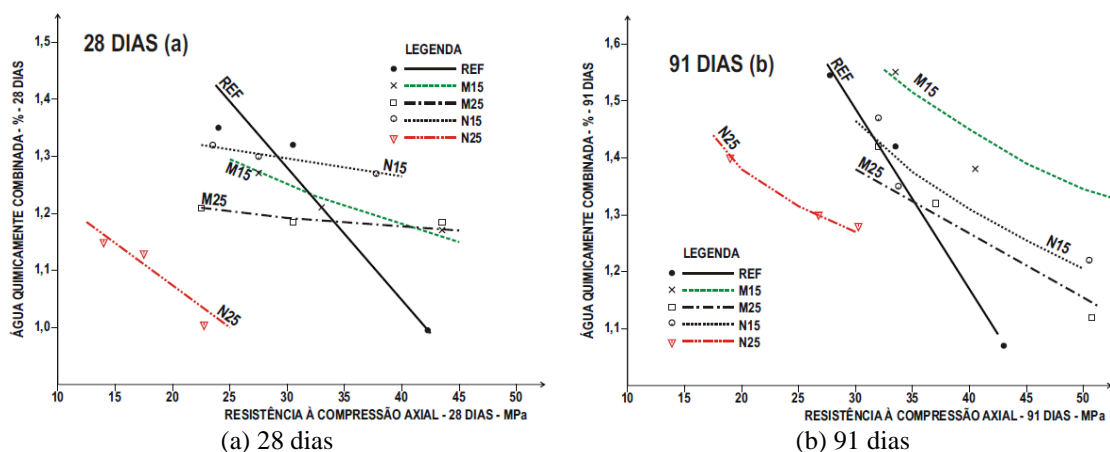 28 DIAS (a)
ÁGUA QUIMICAMENTE COMBINADA - % - 28 DIAS
1,5
1,4
1,3
1,2
1,1
1,0
LEGENDA
REF
M15
M25
N15
N25
REF
M15
N15
M25
N25
10 15 20 25 30 35 40 45 50
RESISTÊNCIA À COMPRESSÃO AXIAL - 28 DIAS - MPa
(a) 28 dias
91 DIAS (b)
ÁGUA QUIMICAMENTE COMBINADA - % - 91 DIAS
1,6
1,5
1,4
1,3
1,2
1,1
REF
M15
N25
M25
N15
LEGENDA
REF
M15
M25
N15
N25
10 15 20 25 30 35 40 45 50
RESISTÊNCIA À COMPRESSÃO AXIAL - 91 DIAS - MPa
(b) 91 dias